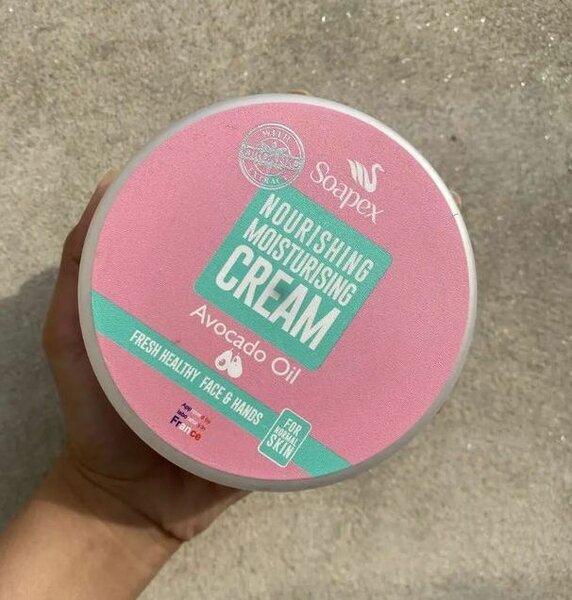 WITH
ORGANIC
EXTRACT
Soapex
NOURISHING
MOISTURISING
CREAM
Avocado Oil
FRESH HEALTHY FACE & HANDS
FOR
NORMAL
SKIN
France